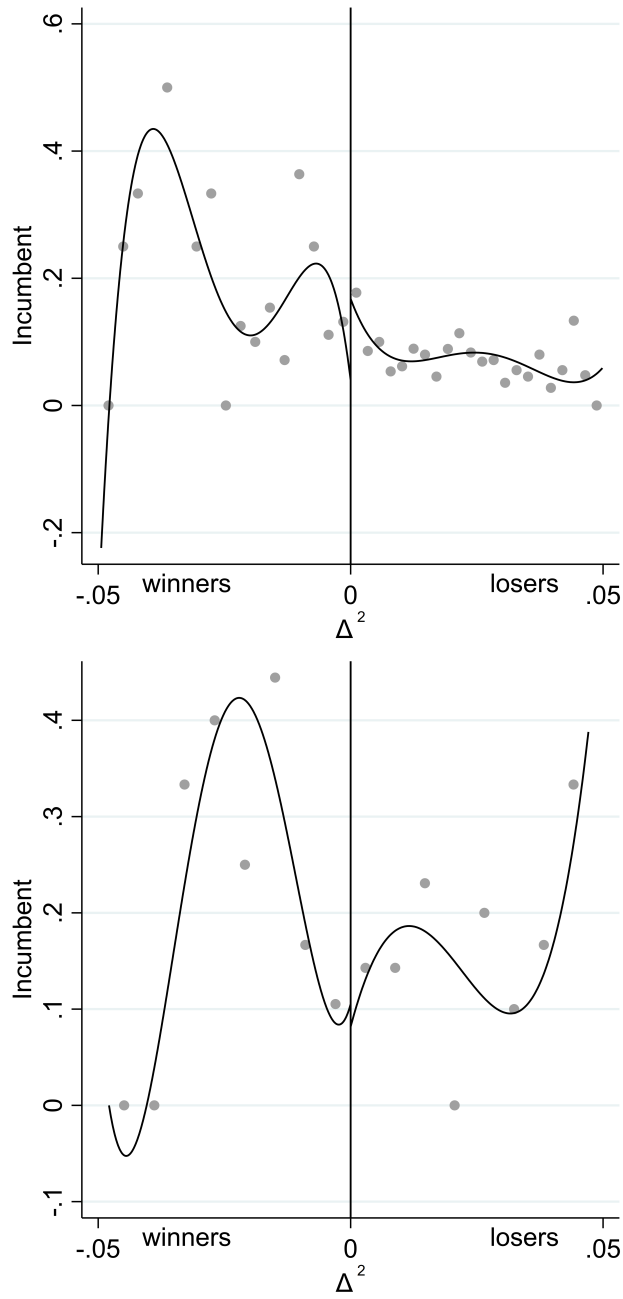 .6
.4
.2
0
-.2
Incumbent
-.05
0
.05
winners
losers
Δ²
.4
.3
.2
.1
0
-.1
Incumbent
-.05
0
.05
winners
losers
Δ²